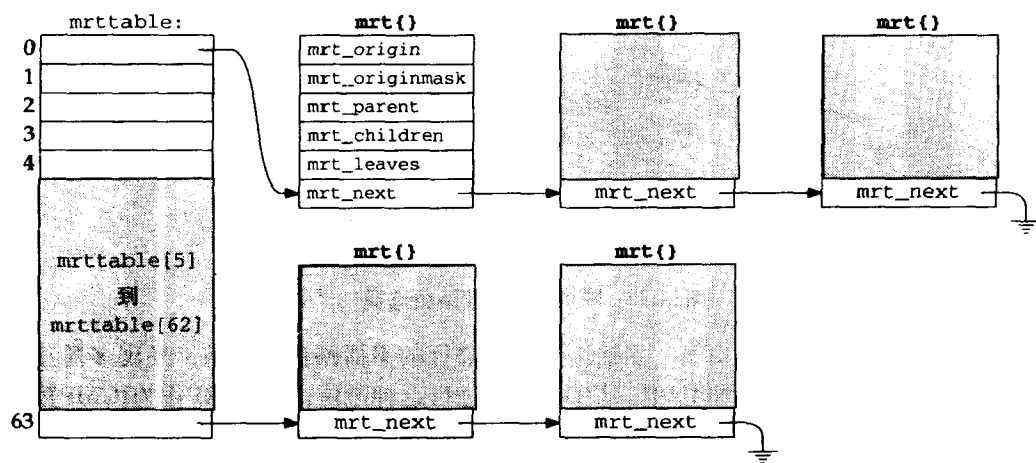 mrttable:
0
1
2
3
4
mrttable[5]
到
mrttable[62]
63
mrt{}
mrt_origin
mrt_originmask
mrt_parent
mrt_children
mrt_leaves
mrt_next
mrt{}
mrt_next
mrt{}
mrt_next
mrt{}
mrt_next
mrt{}
mrt_next